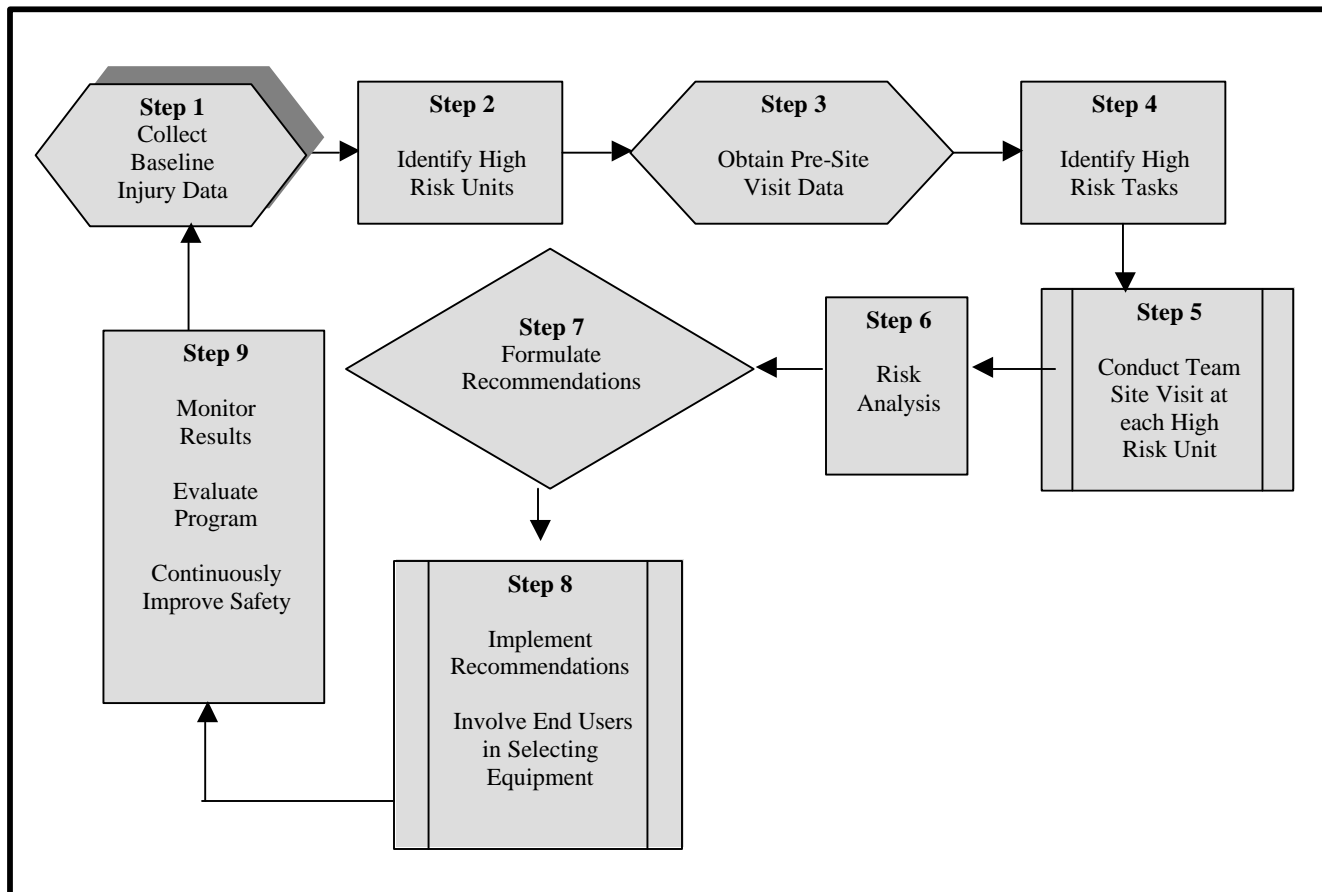 Step 1
Collect
Baseline
Injury Data
Step 2
Identify High
Risk Units
Step 3
Obtain Pre-Site
Visit Data
Step 4
Identify High
Risk Tasks
Step 5
Conduct Team
Site Visit at
each High
Risk Unit
Step 6
Risk
Analysis
Step 7
Formulate
Recommendations
Step 8
Implement
Recommendations
Involve End Users
in Selecting
Equipment
Step 9
Monitor
Results
Evaluate
Program
Continuously
Improve Safety